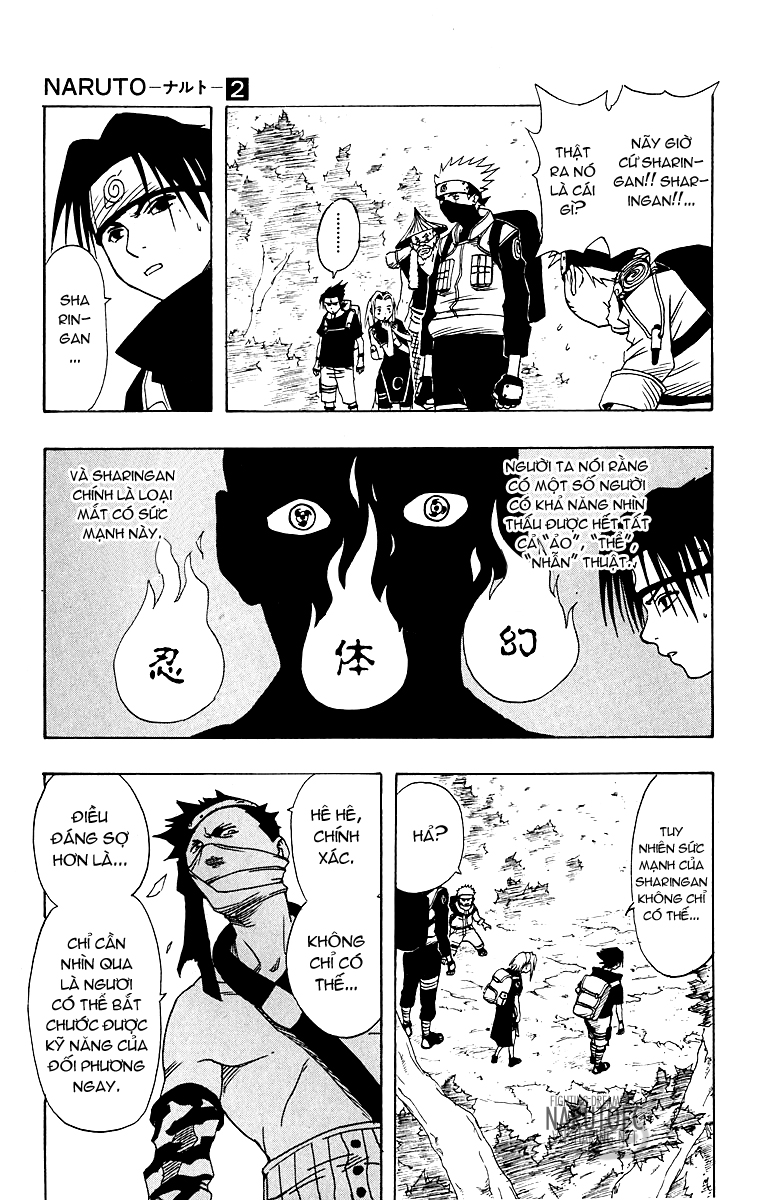 NARUTO—ナルト—2
NÃY GIỜ
CỨ SHARIN-
GAN!! SHAR-
INGAN!!...
THẬT
RA NÓ
LÀ CÁI
GÌ?
........
SHA
RIN-
GAN
...
NGƯỜI TA NÓI RẰNG
CÓ MỘT SỐ NGƯỜI
CÓ KHẢ NĂNG NHÌN
THẤU ĐƯỢC HẾT TẤT
CẢ "ẢO", "THỂ",
"NHẪN" THUẬT.
VÀ SHARINGAN
CHÍNH LÀ LOẠI
MẮT CÓ SỨC
MẠNH NÀY.
幻
体
忍
TUY
NHIÊN SỨC
MẠNH CỦA
SHARINGAN
KHÔNG CHỈ
CÓ THẾ...
HẢ?
HÊ HÊ,
CHÍNH
XÁC.
KHÔNG
CHỈ CÓ
THẾ...
ĐIỀU
ĐÁNG SỢ
HƠN LÀ...
CHỈ CẦN
NHÌN QUA
LÀ NGƯƠI
CÓ THỂ BẮT
CHƯỚC ĐƯỢC
KỸ NĂNG CỦA
ĐỐI PHƯƠNG
NGAY.
NARUTOFC